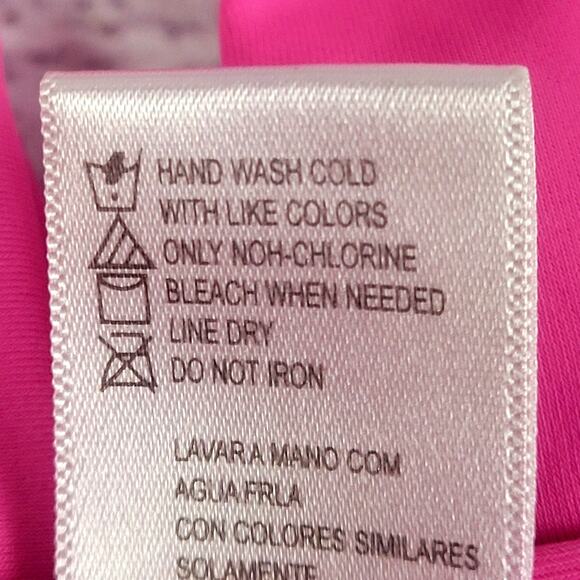 HAND WASH COLD
WITH LIKE COLORS
ONLY NOH-CHLORINE
BLEACH WHEN NEEDED
LINE DRY
DO NOT IRON
LAVAR A MANO COM
AGUA FRLA
CON COLORES SIMILARES
SOLAMENTE